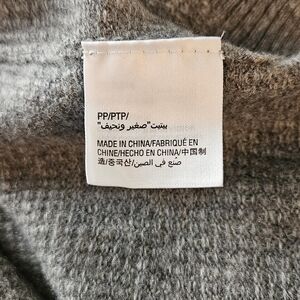 PP/PTP/
بيتيت"صغير ونحيف"
MADE IN CHINA/FABRIQUÉ EN
CHINE/HECHO EN CHINA/中国制
造/중국산/صنع في الصين